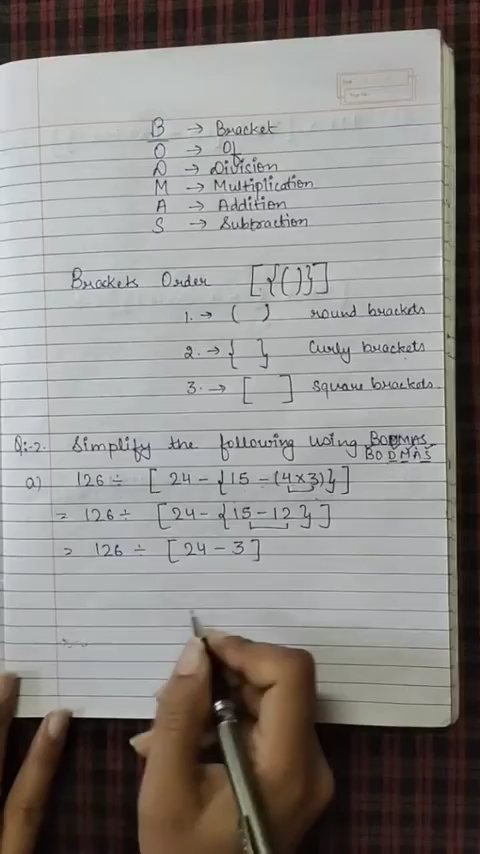 B → Bracket
O → Of
D → Division
M → Multiplication
A → Addition
S → Subtraction
Brackets Order [{()}]
1. → ( ) round brackets
2. → { } Curly brackets
3. → [ ] square brackets.
Q:-2. Simplify the following using BODMAS
BODMAS
a) 126 ÷ [24 - {15 - (4×3)}]
= 126 ÷ [24 - {15 - 12}]
= 126 ÷ [24 - 3]